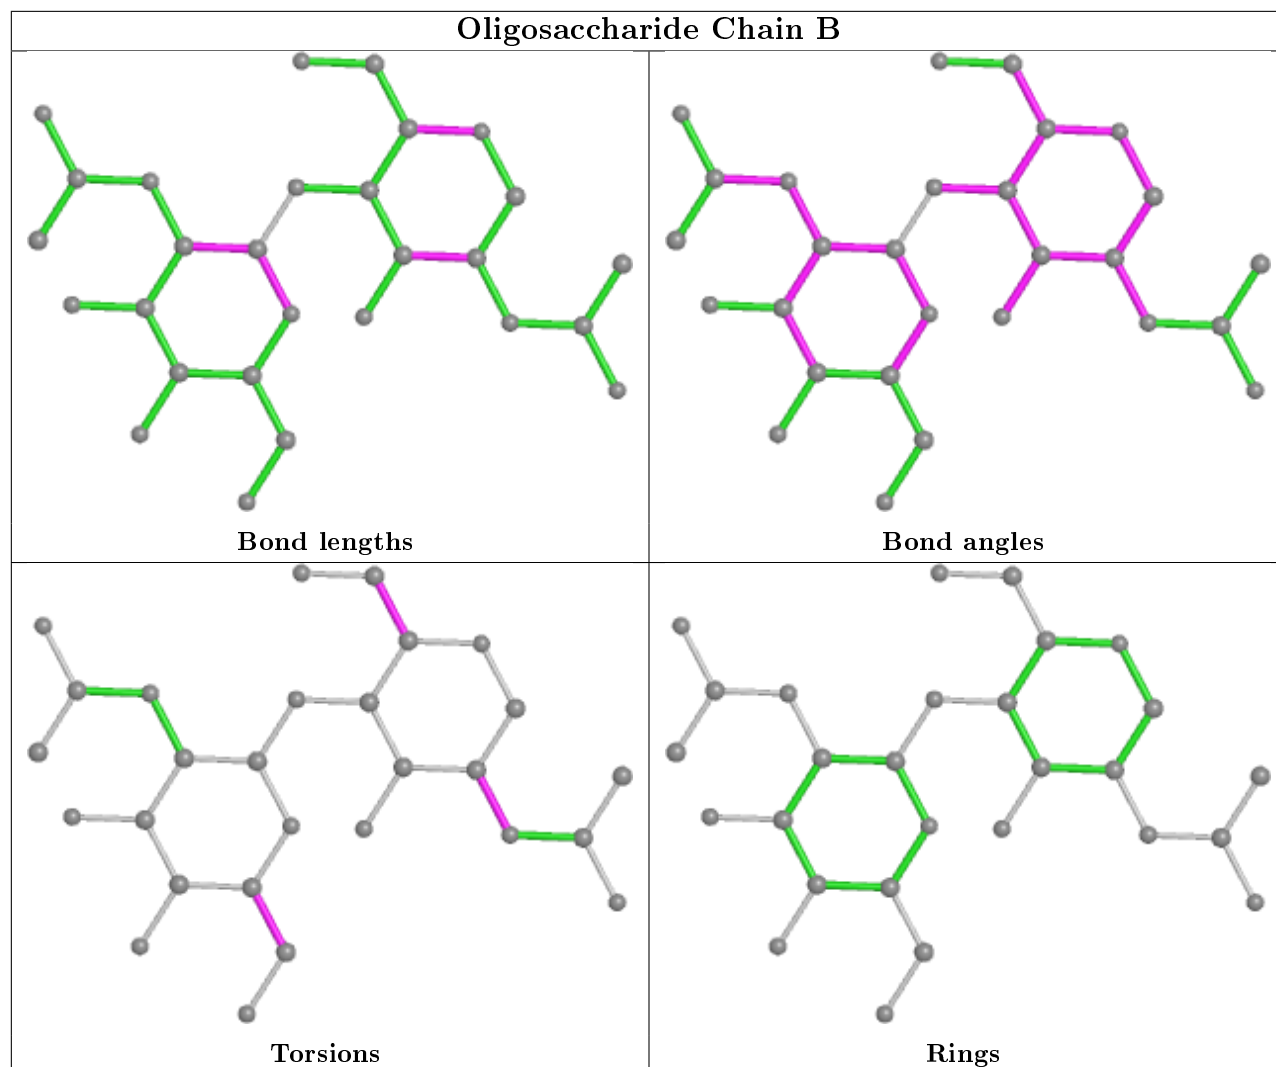 Oligosaccharide Chain B
Bond lengths
Bond angles
Torsions
Rings